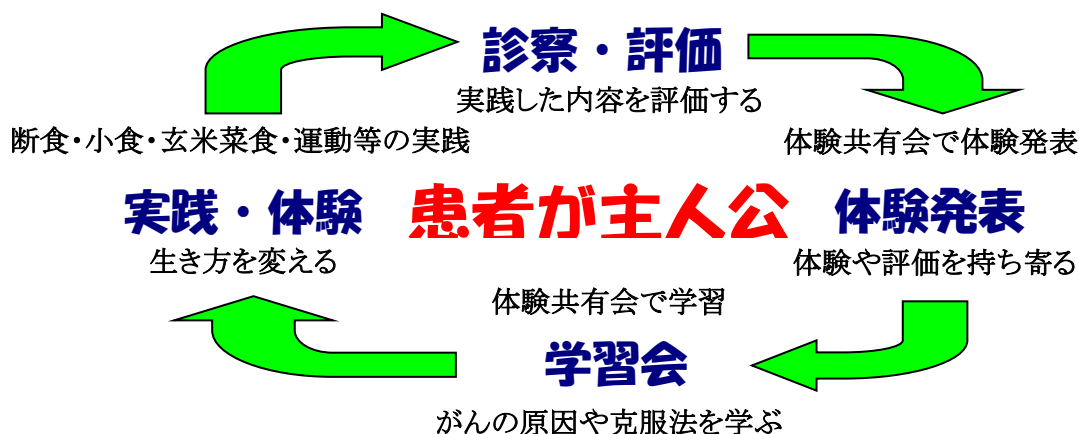 診察・評価
実践した内容を評価する
断食・小食・玄米菜食・運動等の実践
体験共有会で体験発表
実践・体験
患者が主人公
体験発表
生き方を変える
体験や評価を持ち寄る
体験共有会で学習
学習会
がんの原因や克服法を学ぶ